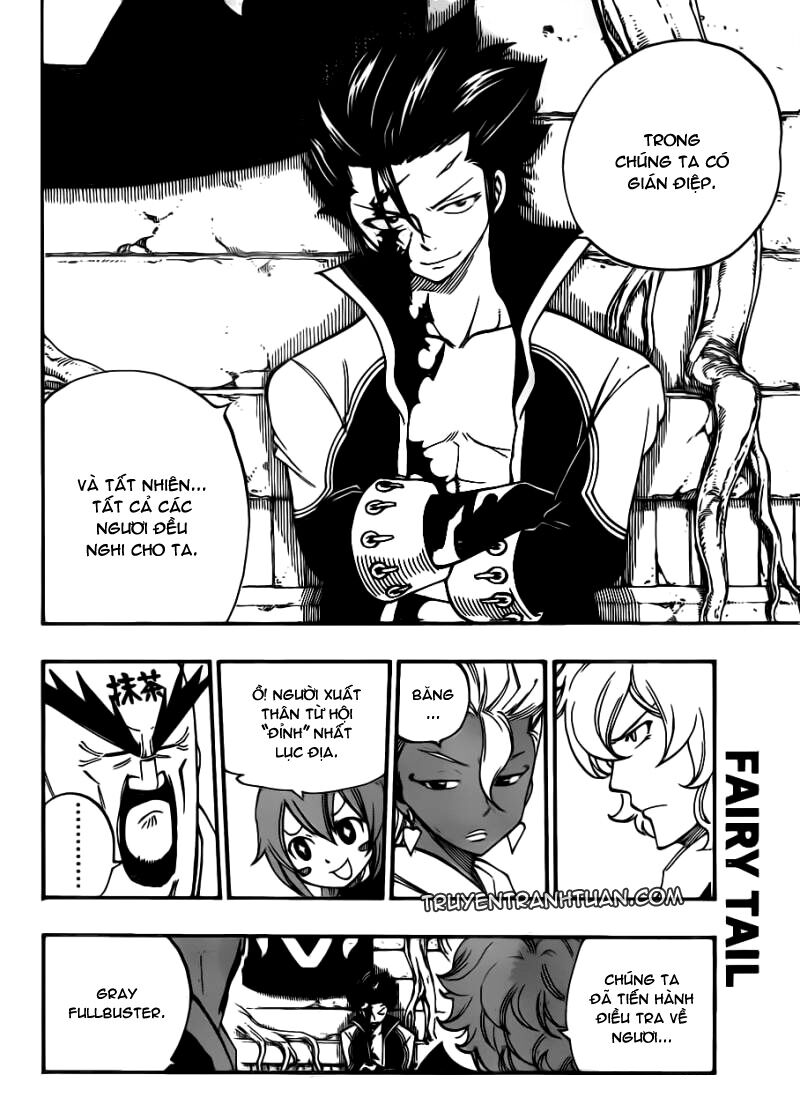 TRONG
CHÚNG TA CÓ
GIÁN ĐIỆP.
VÀ TẤT NHIÊN...
TẤT CẢ CÁC
NGƯƠI ĐỀU
NGHI CHO TA.
抹茶
.........
Ồ! NGƯỜI XUẤT
THÂN TỪ HỘI
"ĐỈNH" NHẤT
LỤC ĐỊA.
BĂNG
...
TRUYENTRANHTUAN.COM
FAIRY TAIL
GRAY
FULLBUSTER.
CHÚNG TA
ĐÃ TIẾN HÀNH
ĐIỀU TRA VỀ
NGƯƠI...